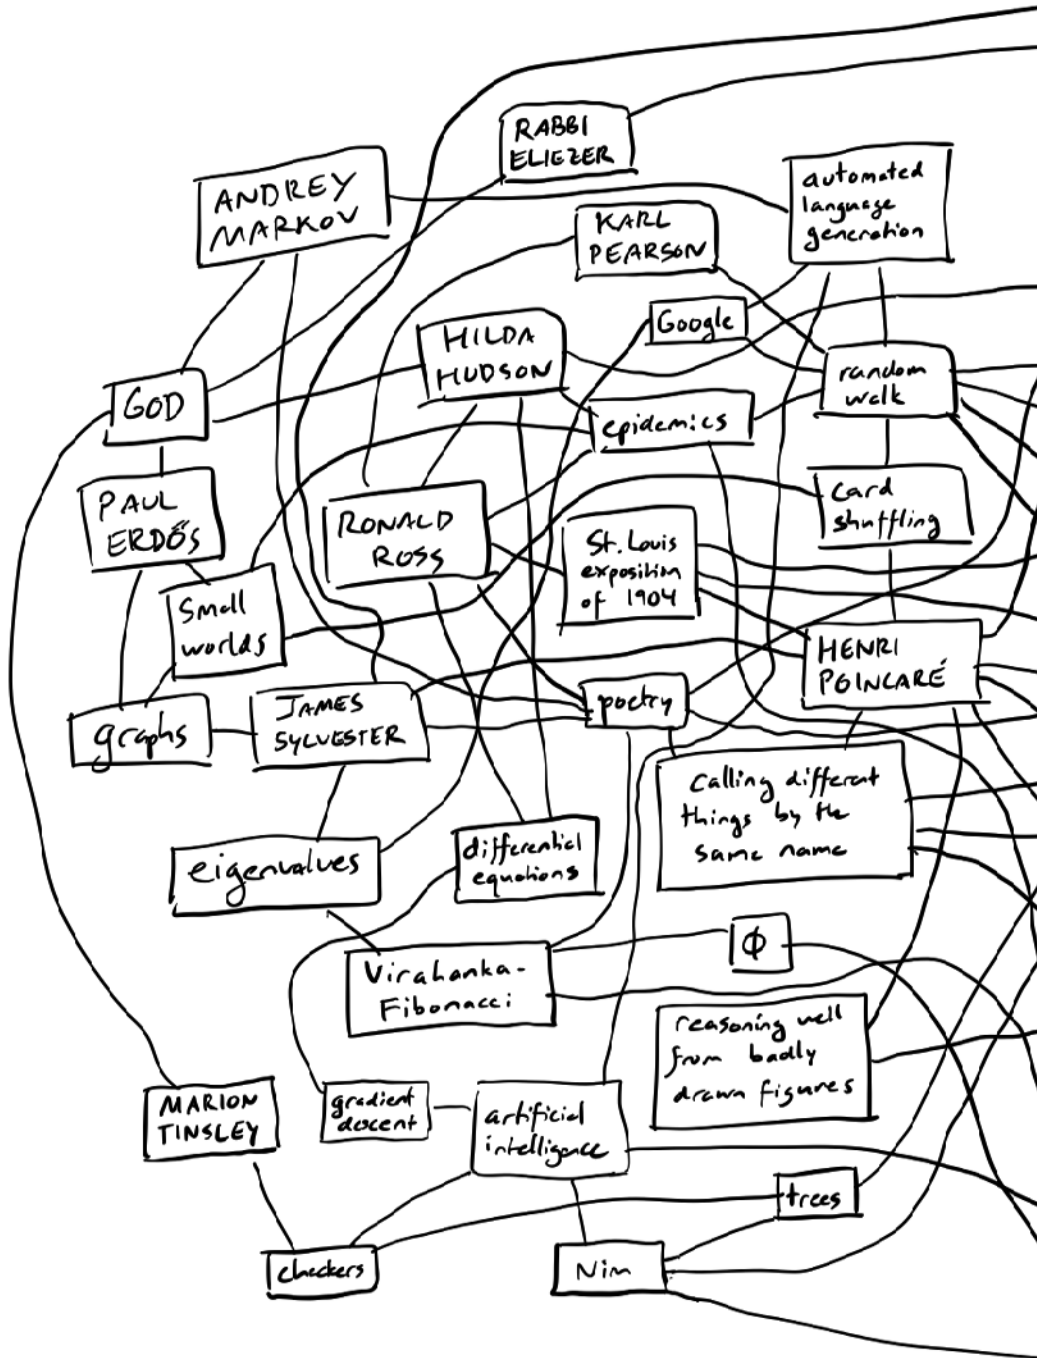 RABBI
ELIEZER
ANDREY
MARKOV
automated
language
generation
KARL
PEARSON
Google
HILDA
HUDSON
random
walk
GOD
epidemics
PAUL
ERDŐS
RONALD
ROSS
card
shuffling
St. Louis
exposition
of 1904
Small
worlds
HENRI
POINCARÉ
graphs
JAMES
SYLVESTER
poetry
calling different
things by the
same name
eigenvalues
differential
equations
Virahanka-
Fibonacci
φ
reasoning well
from badly
drawn figures
MARION
TINSLEY
gradient
descent
artificial
intelligence
trees
checkers
Nim